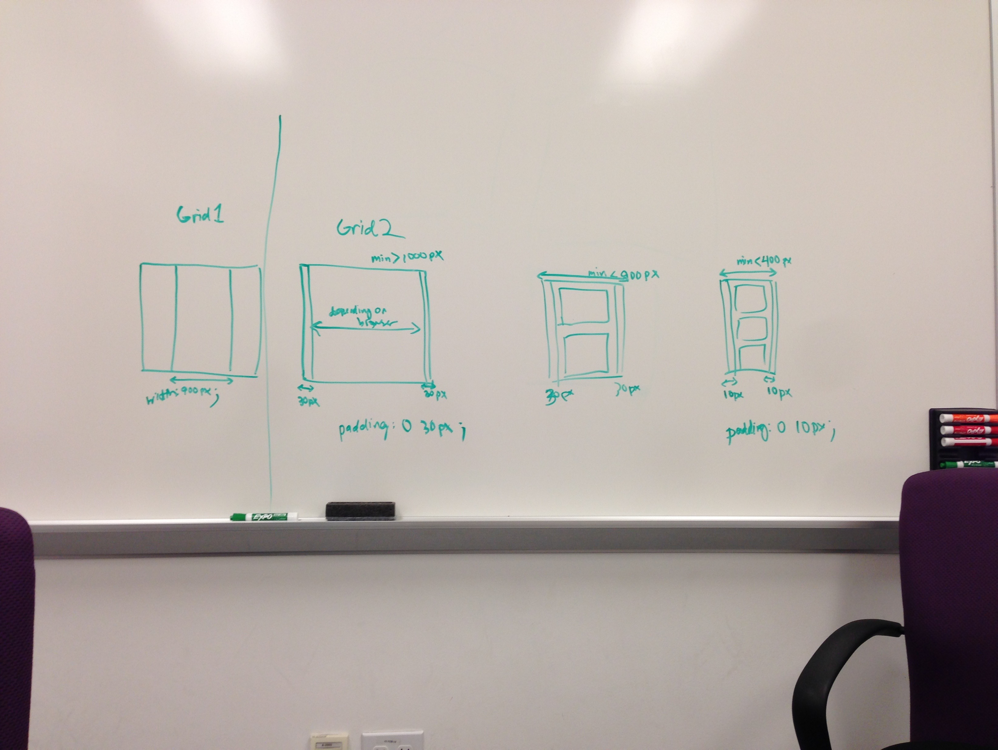 Grid1
width: 900px;
Grid2
min>1000px
depending on
browser
30px
30px
padding: 0 30px;
min<900px
30px
30px
min<400px
10px
10px
padding: 0 10px;